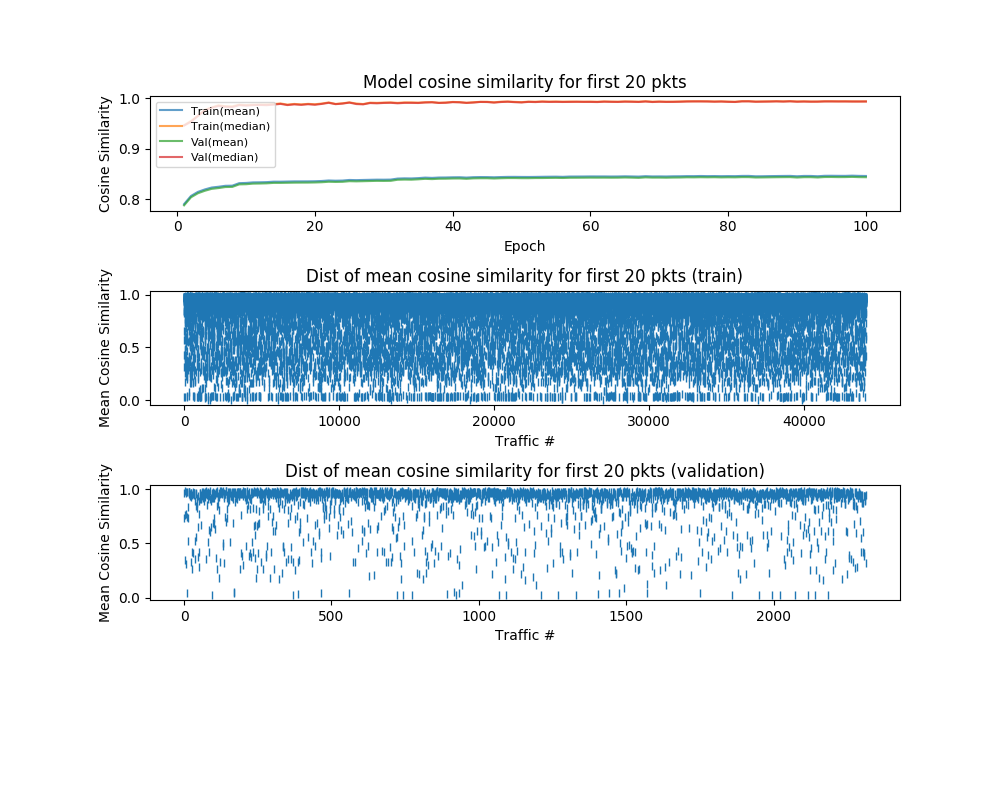 Model cosine similarity for first 20 pkts
Cosine Similarity
1.0
0.9
0.8
Train(mean)
Train(median)
Val(mean)
Val(median)
0 20 40 60 80 100
Epoch
Dist of mean cosine similarity for first 20 pkts (train)
Mean Cosine Similarity
1.0
0.5
0.0
0 10000 20000 30000 40000
Traffic #
Dist of mean cosine similarity for first 20 pkts (validation)
Mean Cosine Similarity
1.0
0.5
0.0
0 500 1000 1500 2000
Traffic #